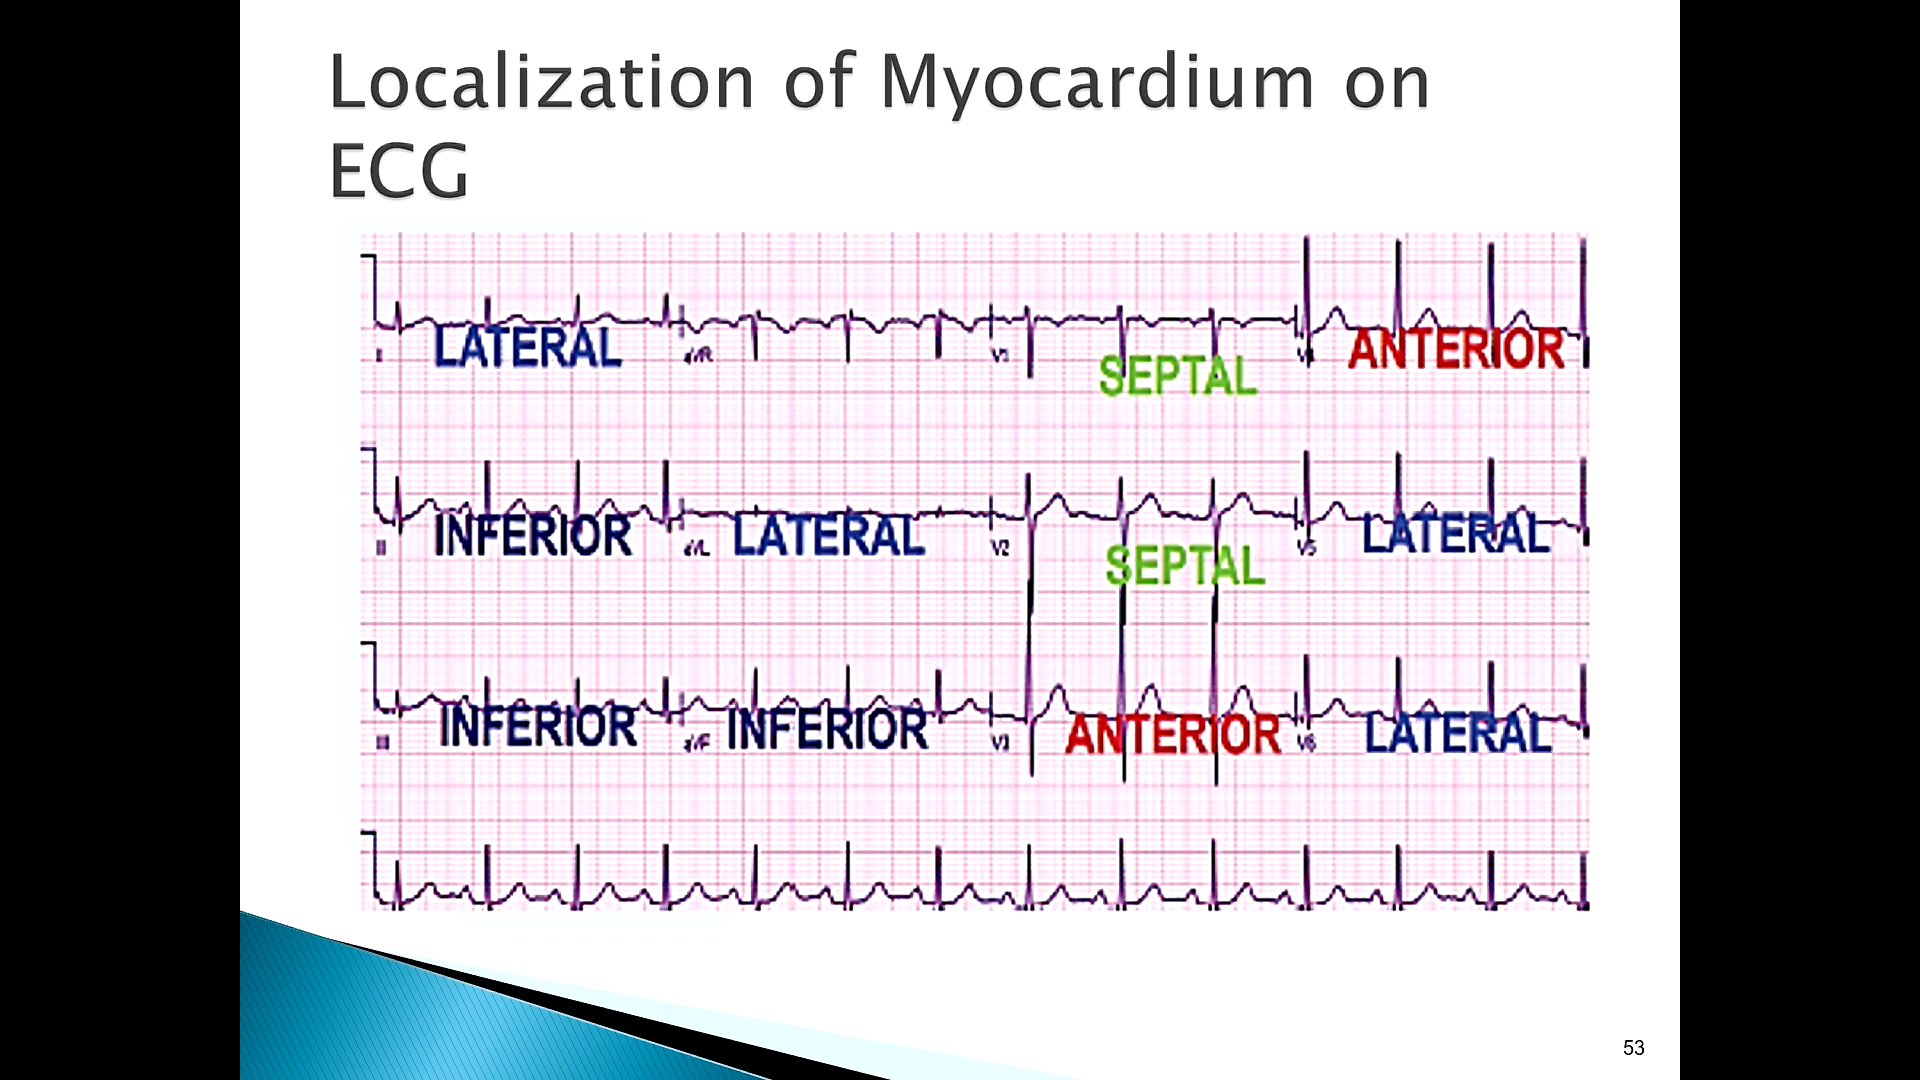 Localization of Myocardium on
ECG
I LATERAL aVR V1 SEPTAL V4 ANTERIOR
II INFERIOR aVL LATERAL V2 SEPTAL V5 LATERAL
III INFERIOR aVF INFERIOR V3 ANTERIOR V6 LATERAL
53